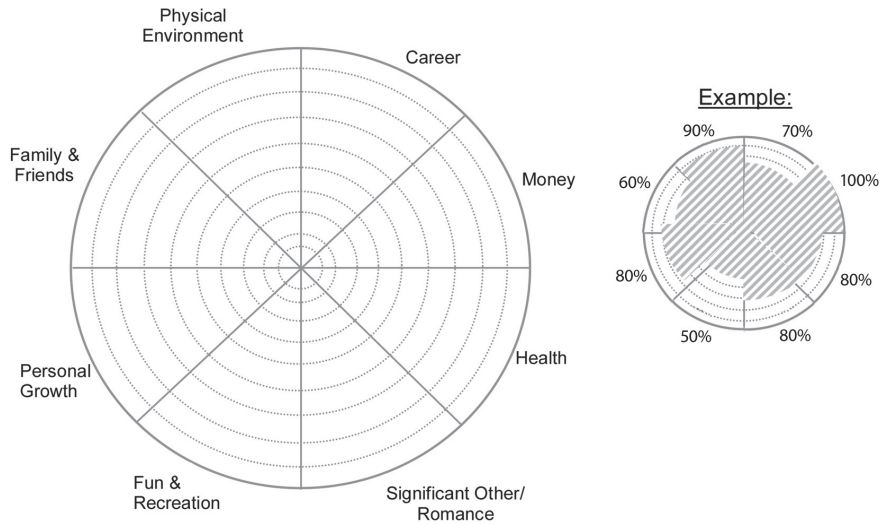 Physical
Environment
Career
Family &
Friends
Money
Personal
Growth
Health
Fun &
Recreation
Significant Other/
Romance
Example:
90%
70%
60%
100%
80%
80%
50%
80%